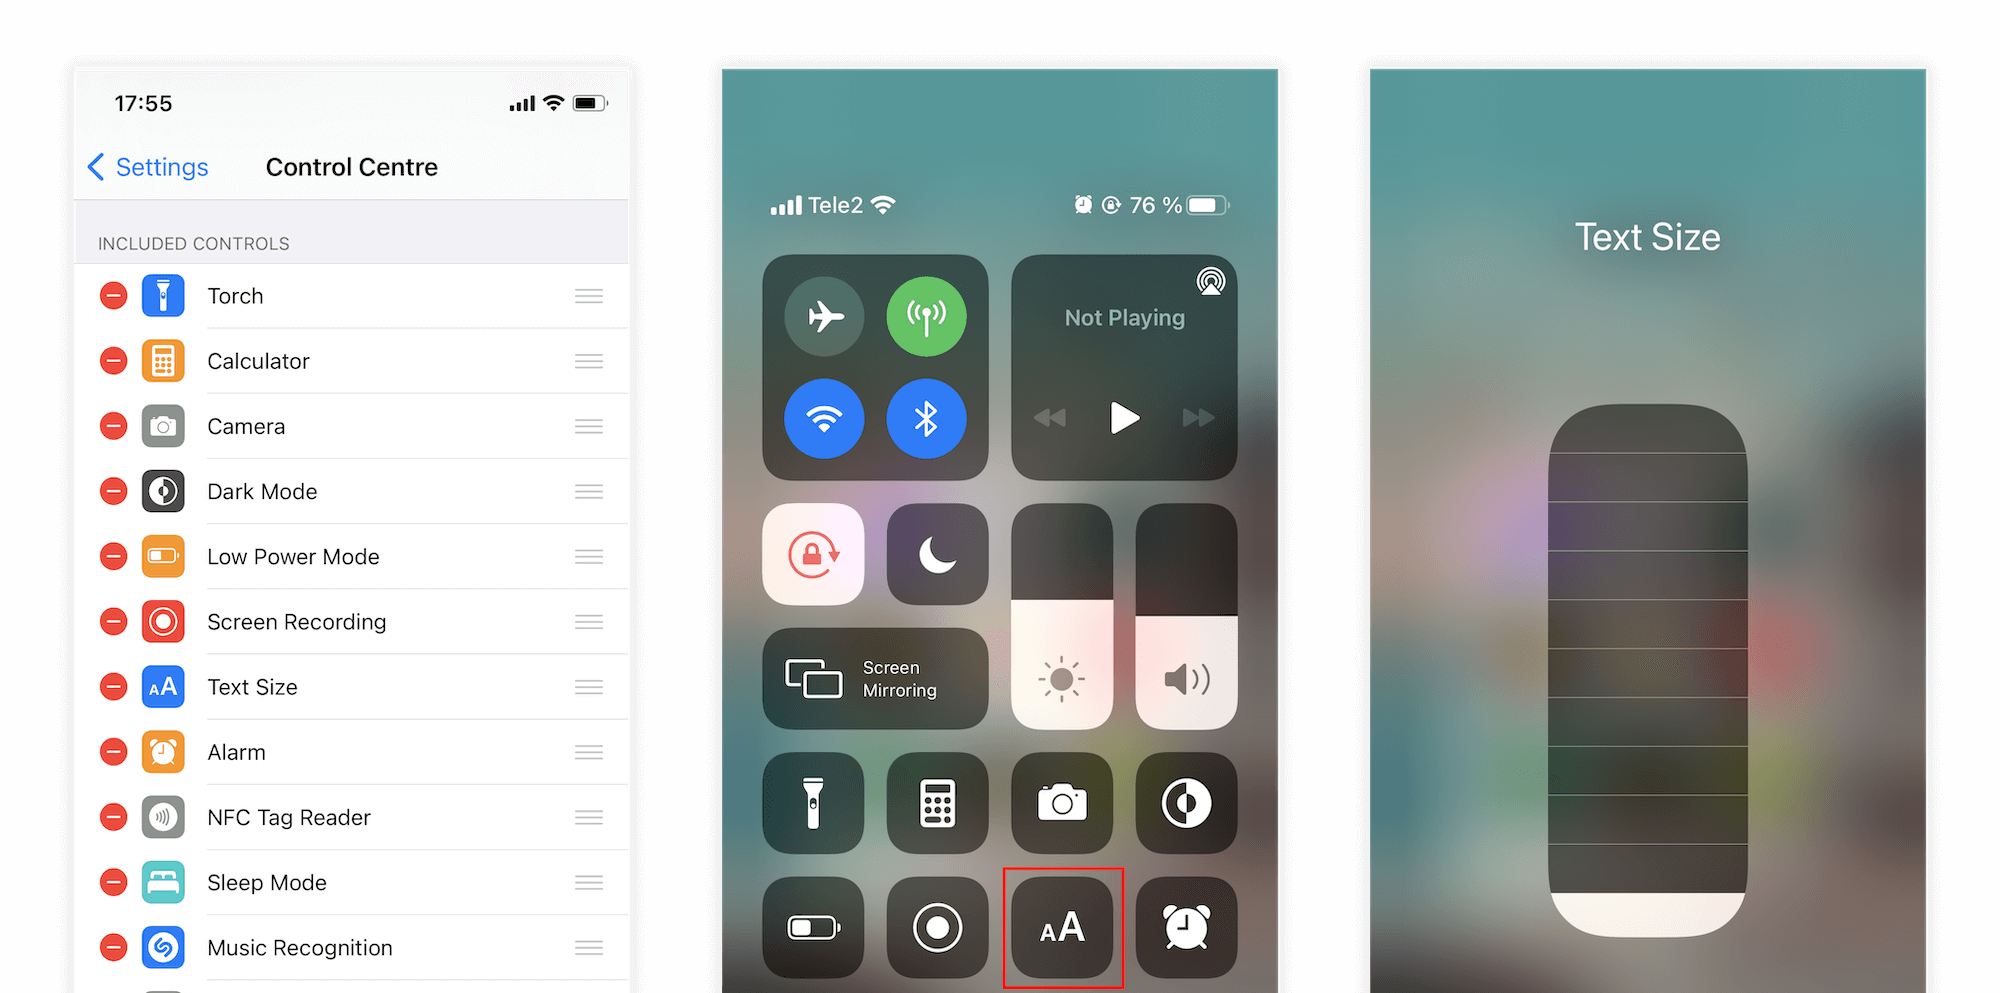 17:55
Settings
Control Centre
INCLUDED CONTROLS
Torch
Calculator
Camera
Dark Mode
Low Power Mode
Screen Recording
AA Text Size
Alarm
NFC Tag Reader
Sleep Mode
Music Recognition
Tele2
76 %
Not Playing
Screen
Mirroring
AA
Text Size